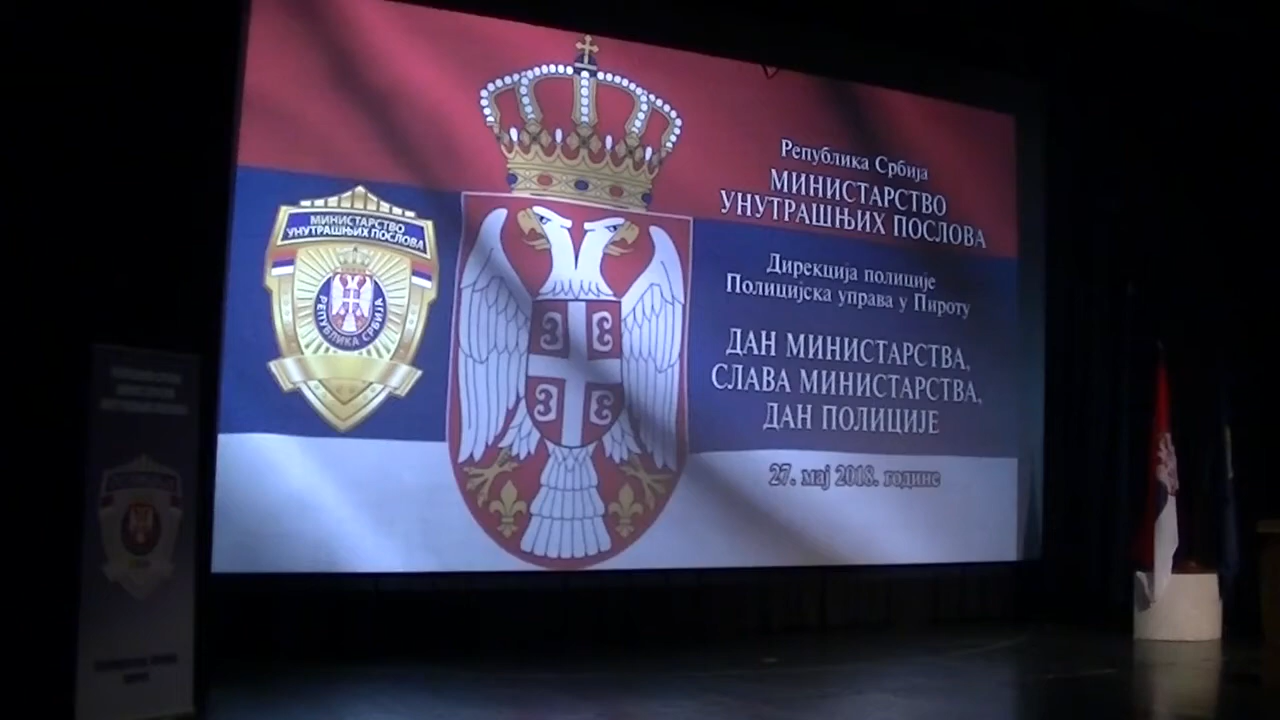 Република Србија
МИНИСТАРСТВО
УНУТРАШЊИХ ПОСЛОВА
Дирекција полиције
Полицијска управа у Пироту
ДАН МИНИСТАРСТВА,
СЛАВА МИНИСТАРСТВА,
ДАН ПОЛИЦИЈЕ
27. мај 2018. године
МИНИСТАРСТВО
УНУТРАШЊИХ ПОСЛОВА
РЕПУБЛИКА СРБИЈА